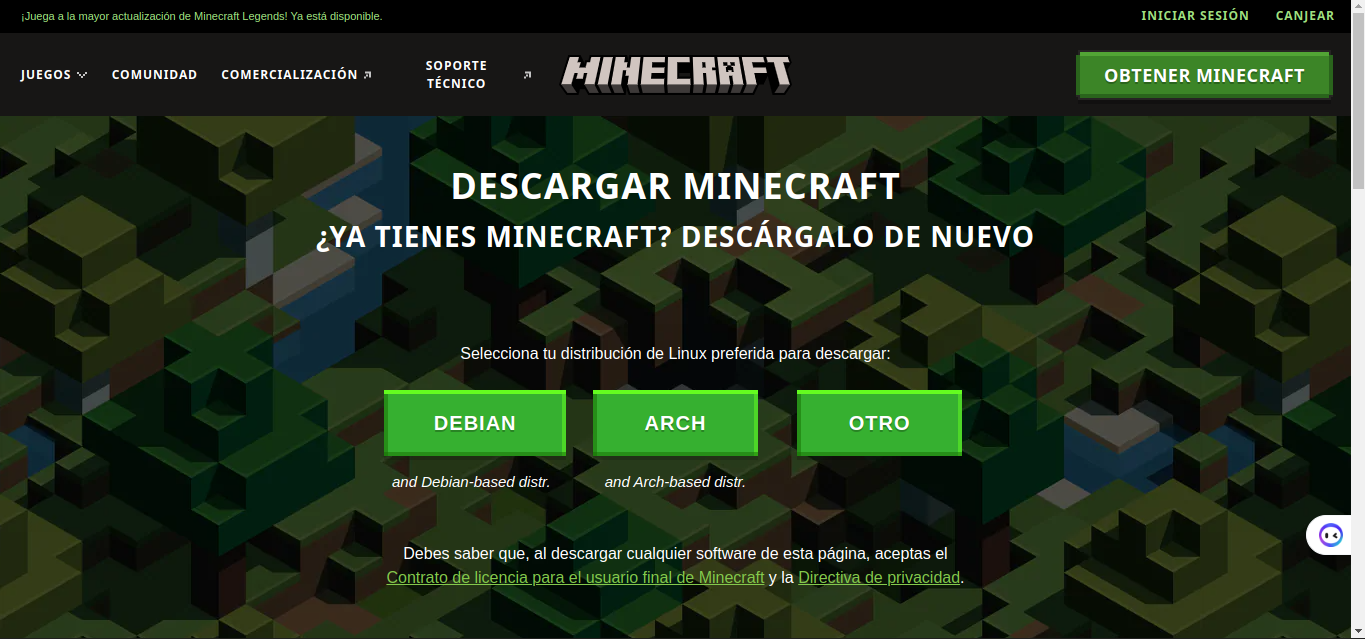 ¡Juega a la mayor actualización de Minecraft Legends! Ya está disponible.
INICIAR SESIÓN
CANJEAR
JUEGOS
COMUNIDAD
COMERCIALIZACIÓN
SOPORTE
TÉCNICO
MINECRAFT
OBTENER MINECRAFT
DESCARGAR MINECRAFT
¿YA TIENES MINECRAFT? DESCÁRGALO DE NUEVO
Selecciona tu distribución de Linux preferida para descargar:
DEBIAN
ARCH
OTRO
and Debian-based distr.
and Arch-based distr.
Debes saber que, al descargar cualquier software de esta página, aceptas el
Contrato de licencia para el usuario final de Minecraft y la Directiva de privacidad.